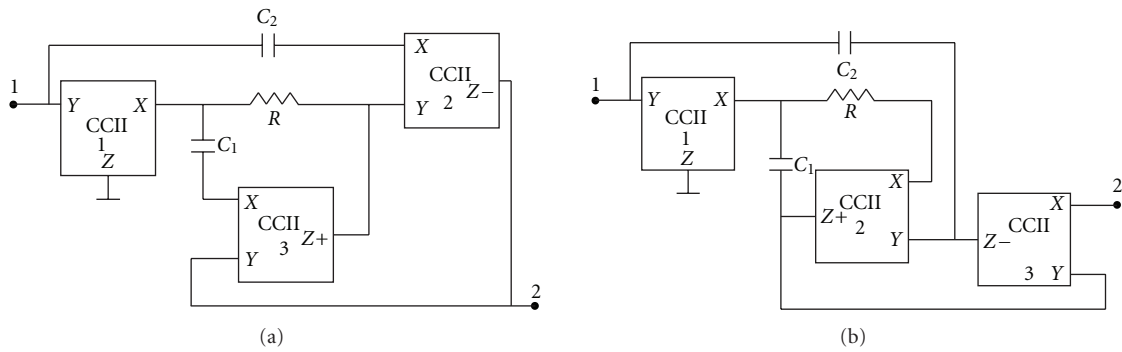 C₂
1
Y X
CCII
1
Z
R
C₁
X
CCII
2 Z−
Y
X
CCII
3 Z+
Y
2
(a)
C₂
1
Y X
CCII
1
Z
R
C₁
X
CCII
Z+ 2
Y
X
CCII
Z−
3 Y
2
(b)